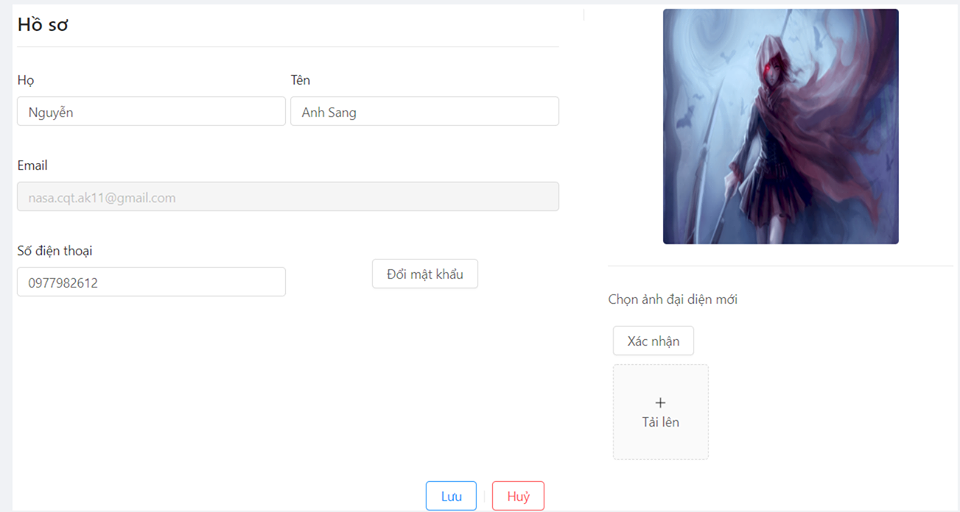 Hồ sơ
Họ
Tên
Nguyễn
Anh Sang
Email
nasa.cqt.ak11@gmail.com
Số điện thoại
0977982612
Đổi mật khẩu
Chọn ảnh đại diện mới
Xác nhận
+
Tải lên
Lưu
Huỷ